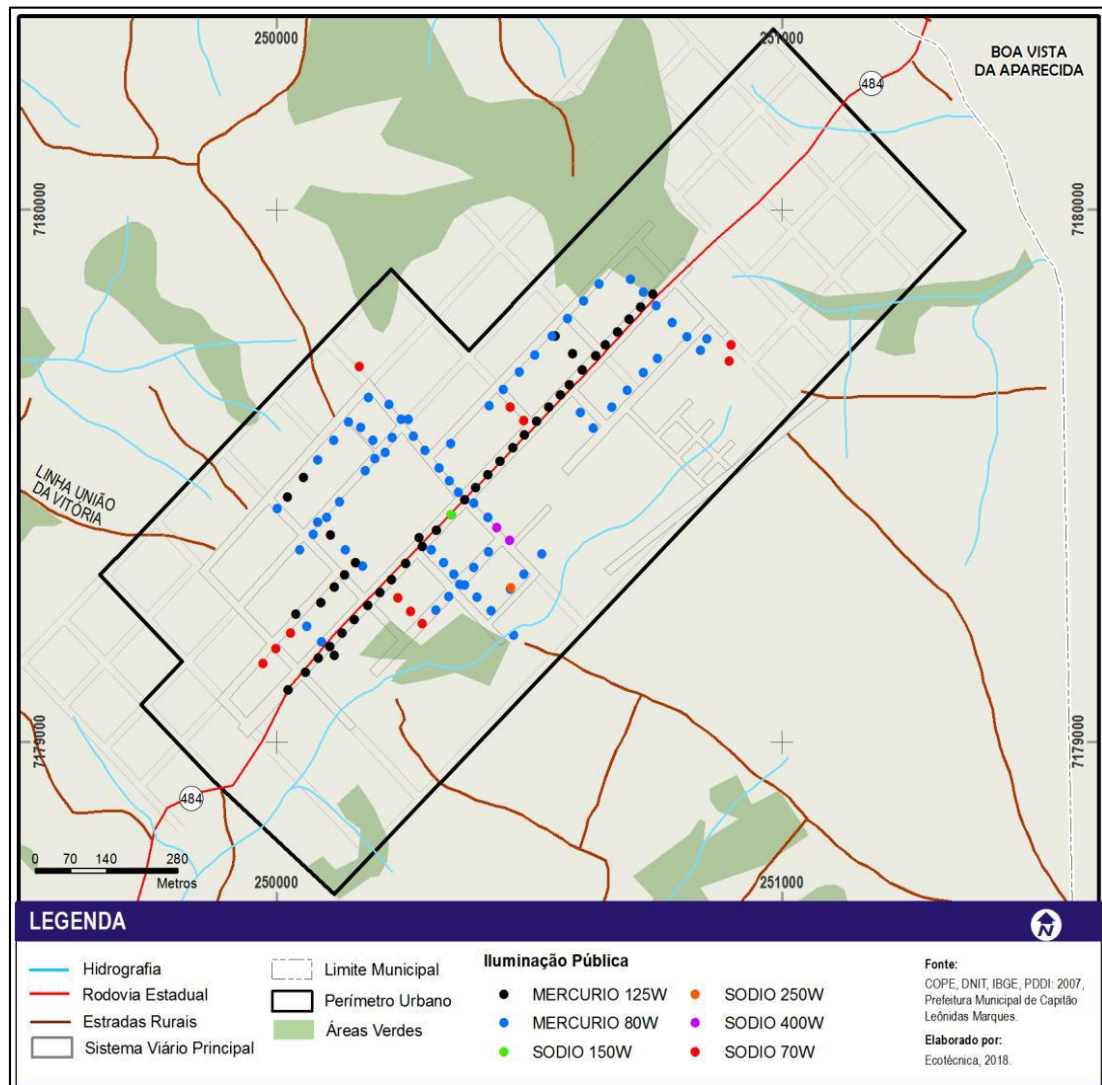 250000
251000
BOA VISTA
DA APARECIDA
484
7180000
7180000
LINHA UNIÃO
DA VITÓRIA
7179000
7179000
484
0 70 140 280
Metros
250000
251000
LEGENDA
N
Hidrografia
Rodovia Estadual
Estradas Rurais
Sistema Viário Principal
Limite Municipal
Perímetro Urbano
Áreas Verdes
Iluminação Pública
MERCURIO 125W
MERCURIO 80W
SODIO 150W
SODIO 250W
SODIO 400W
SODIO 70W
Fonte:
COPE, DNIT, IBGE, PDDI: 2007,
Prefeitura Municipal de Capitão
Leônidas Marques.
Elaborado por:
Ecotécnica, 2018.